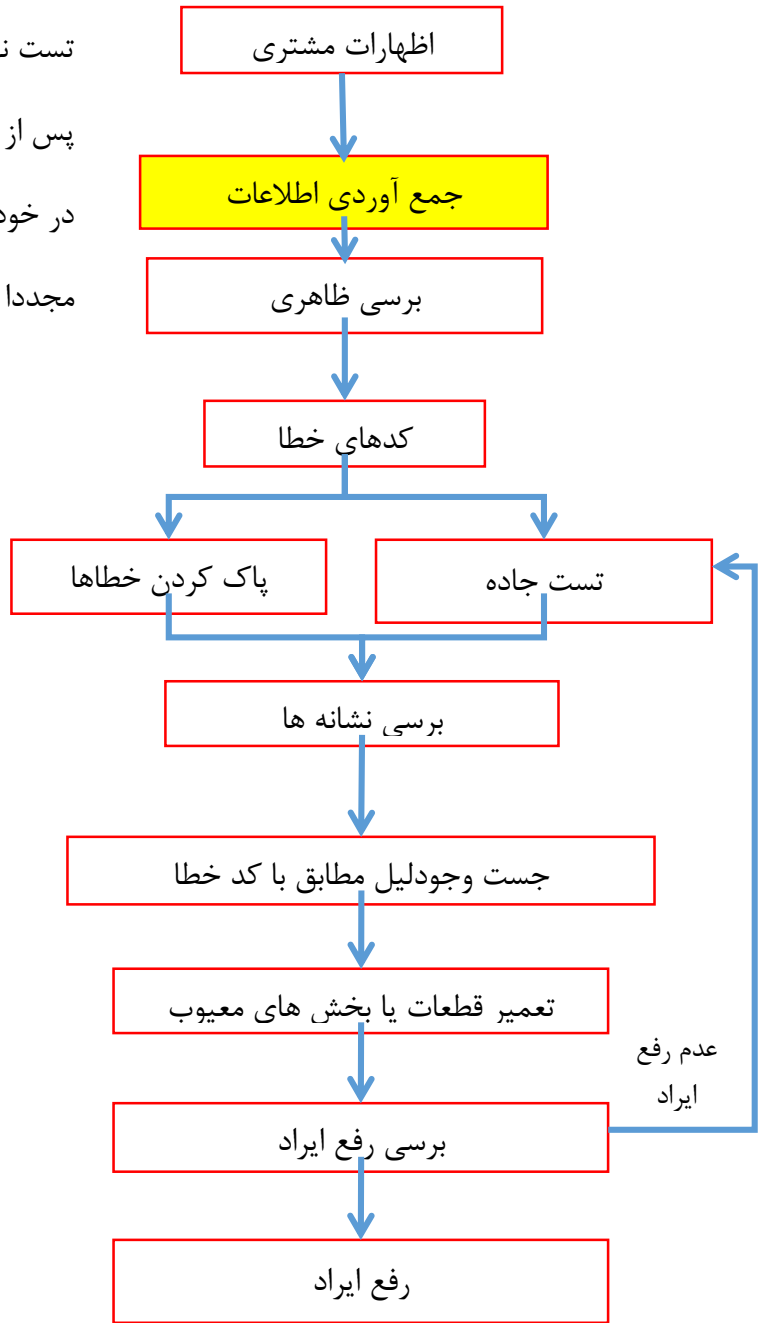 اظهارات مشتری
تست
پس از
در
مجددا
جمع آوردی اطلاعات
برسی ظاهری
کدهای خطا
تست جاده
پاک کردن خطاها
برسی نشانه ها
جست وجودلیل مطابق با کد خطا
تعمیر قطعات یا بخش های معیوب
عدم رفع
ایراد
برسی رفع ایراد
رفع ایراد